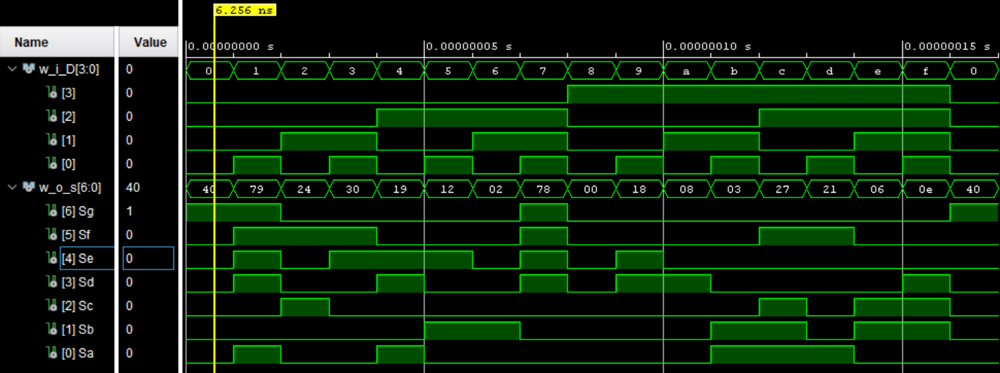 6.256 ns
Name Value
0.00000000 s 0.00000005 s 0.00000010 s 0.00000015 s
w_i_D[3:0] 0 0 1 2 3 4 5 6 7 8 9 a b c d e f 0
[3] 0
[2] 0
[1] 0
[0] 0
w_o_s[6:0] 40 40 79 24 30 19 12 02 78 00 18 08 03 27 21 06 0e 40
[6] Sg 1
[5] Sf 0
[4] Se 0
[3] Sd 0
[2] Sc 0
[1] Sb 0
[0] Sa 0